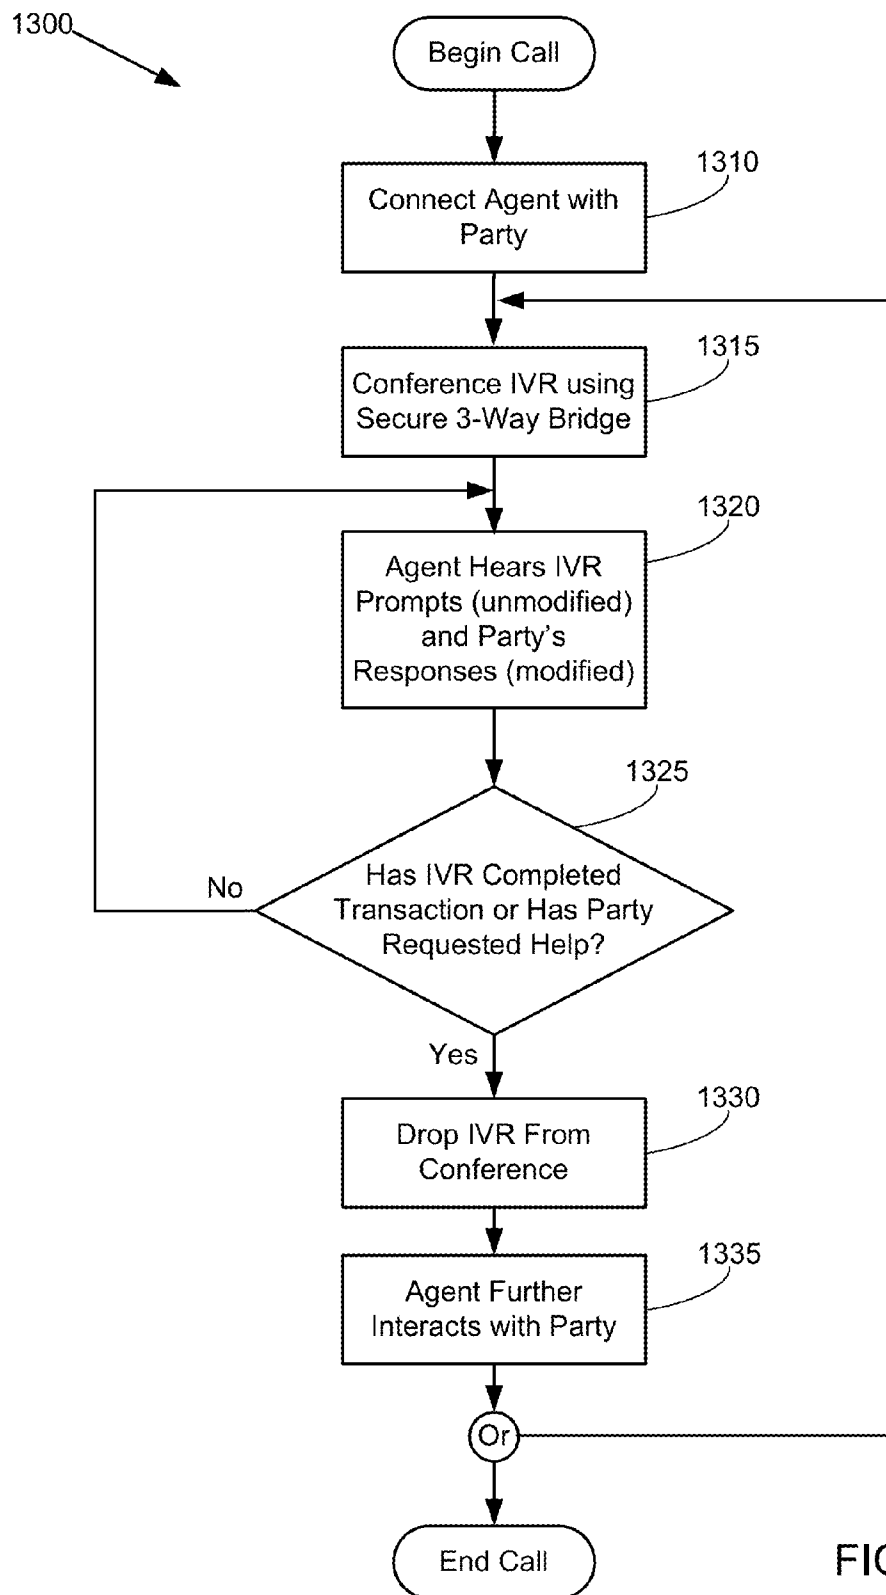 1300
Begin Call
1310
Connect Agent with
Party
1315
Conference IVR using
Secure 3-Way Bridge
1320
Agent Hears IVR
Prompts (unmodified)
and Party's
Responses (modified)
1325
Has IVR Completed
Transaction or Has Party
Requested Help?
No
Yes
1330
Drop IVR From
Conference
1335
Agent Further
Interacts with Party
Or
End Call